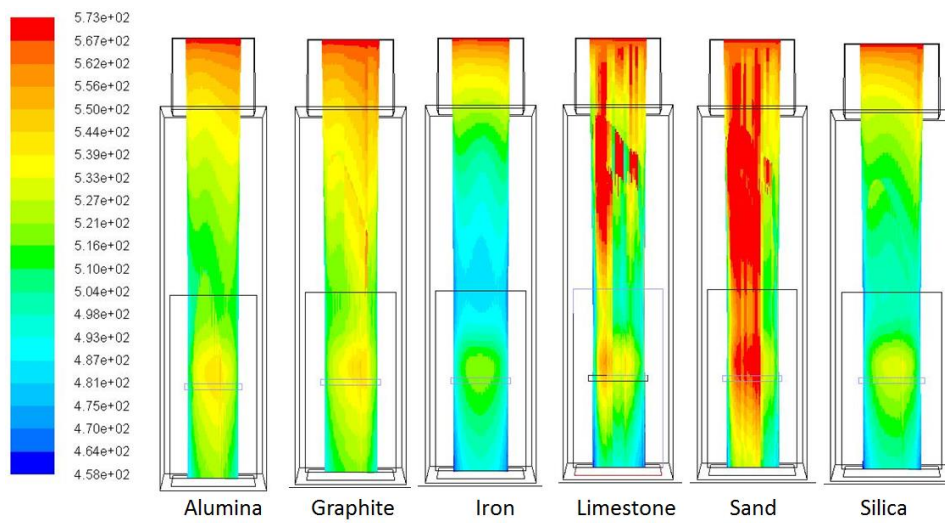 5.73e+02
5.67e+02
5.62e+02
5.56e+02
5.50e+02
5.44e+02
5.39e+02
5.33e+02
5.27e+02
5.21e+02
5.16e+02
5.10e+02
5.04e+02
4.98e+02
4.93e+02
4.87e+02
4.81e+02
4.75e+02
4.70e+02
4.64e+02
4.58e+02
Alumina Graphite Iron Limestone Sand Silica